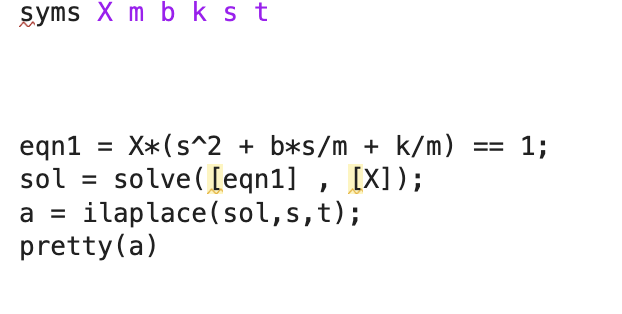 syms X m b k s t
eqn1 = X*(s^2 + b*s/m + k/m) == 1;
sol = solve([eqn1] , [X]);
a = ilaplace(sol,s,t);
pretty(a)